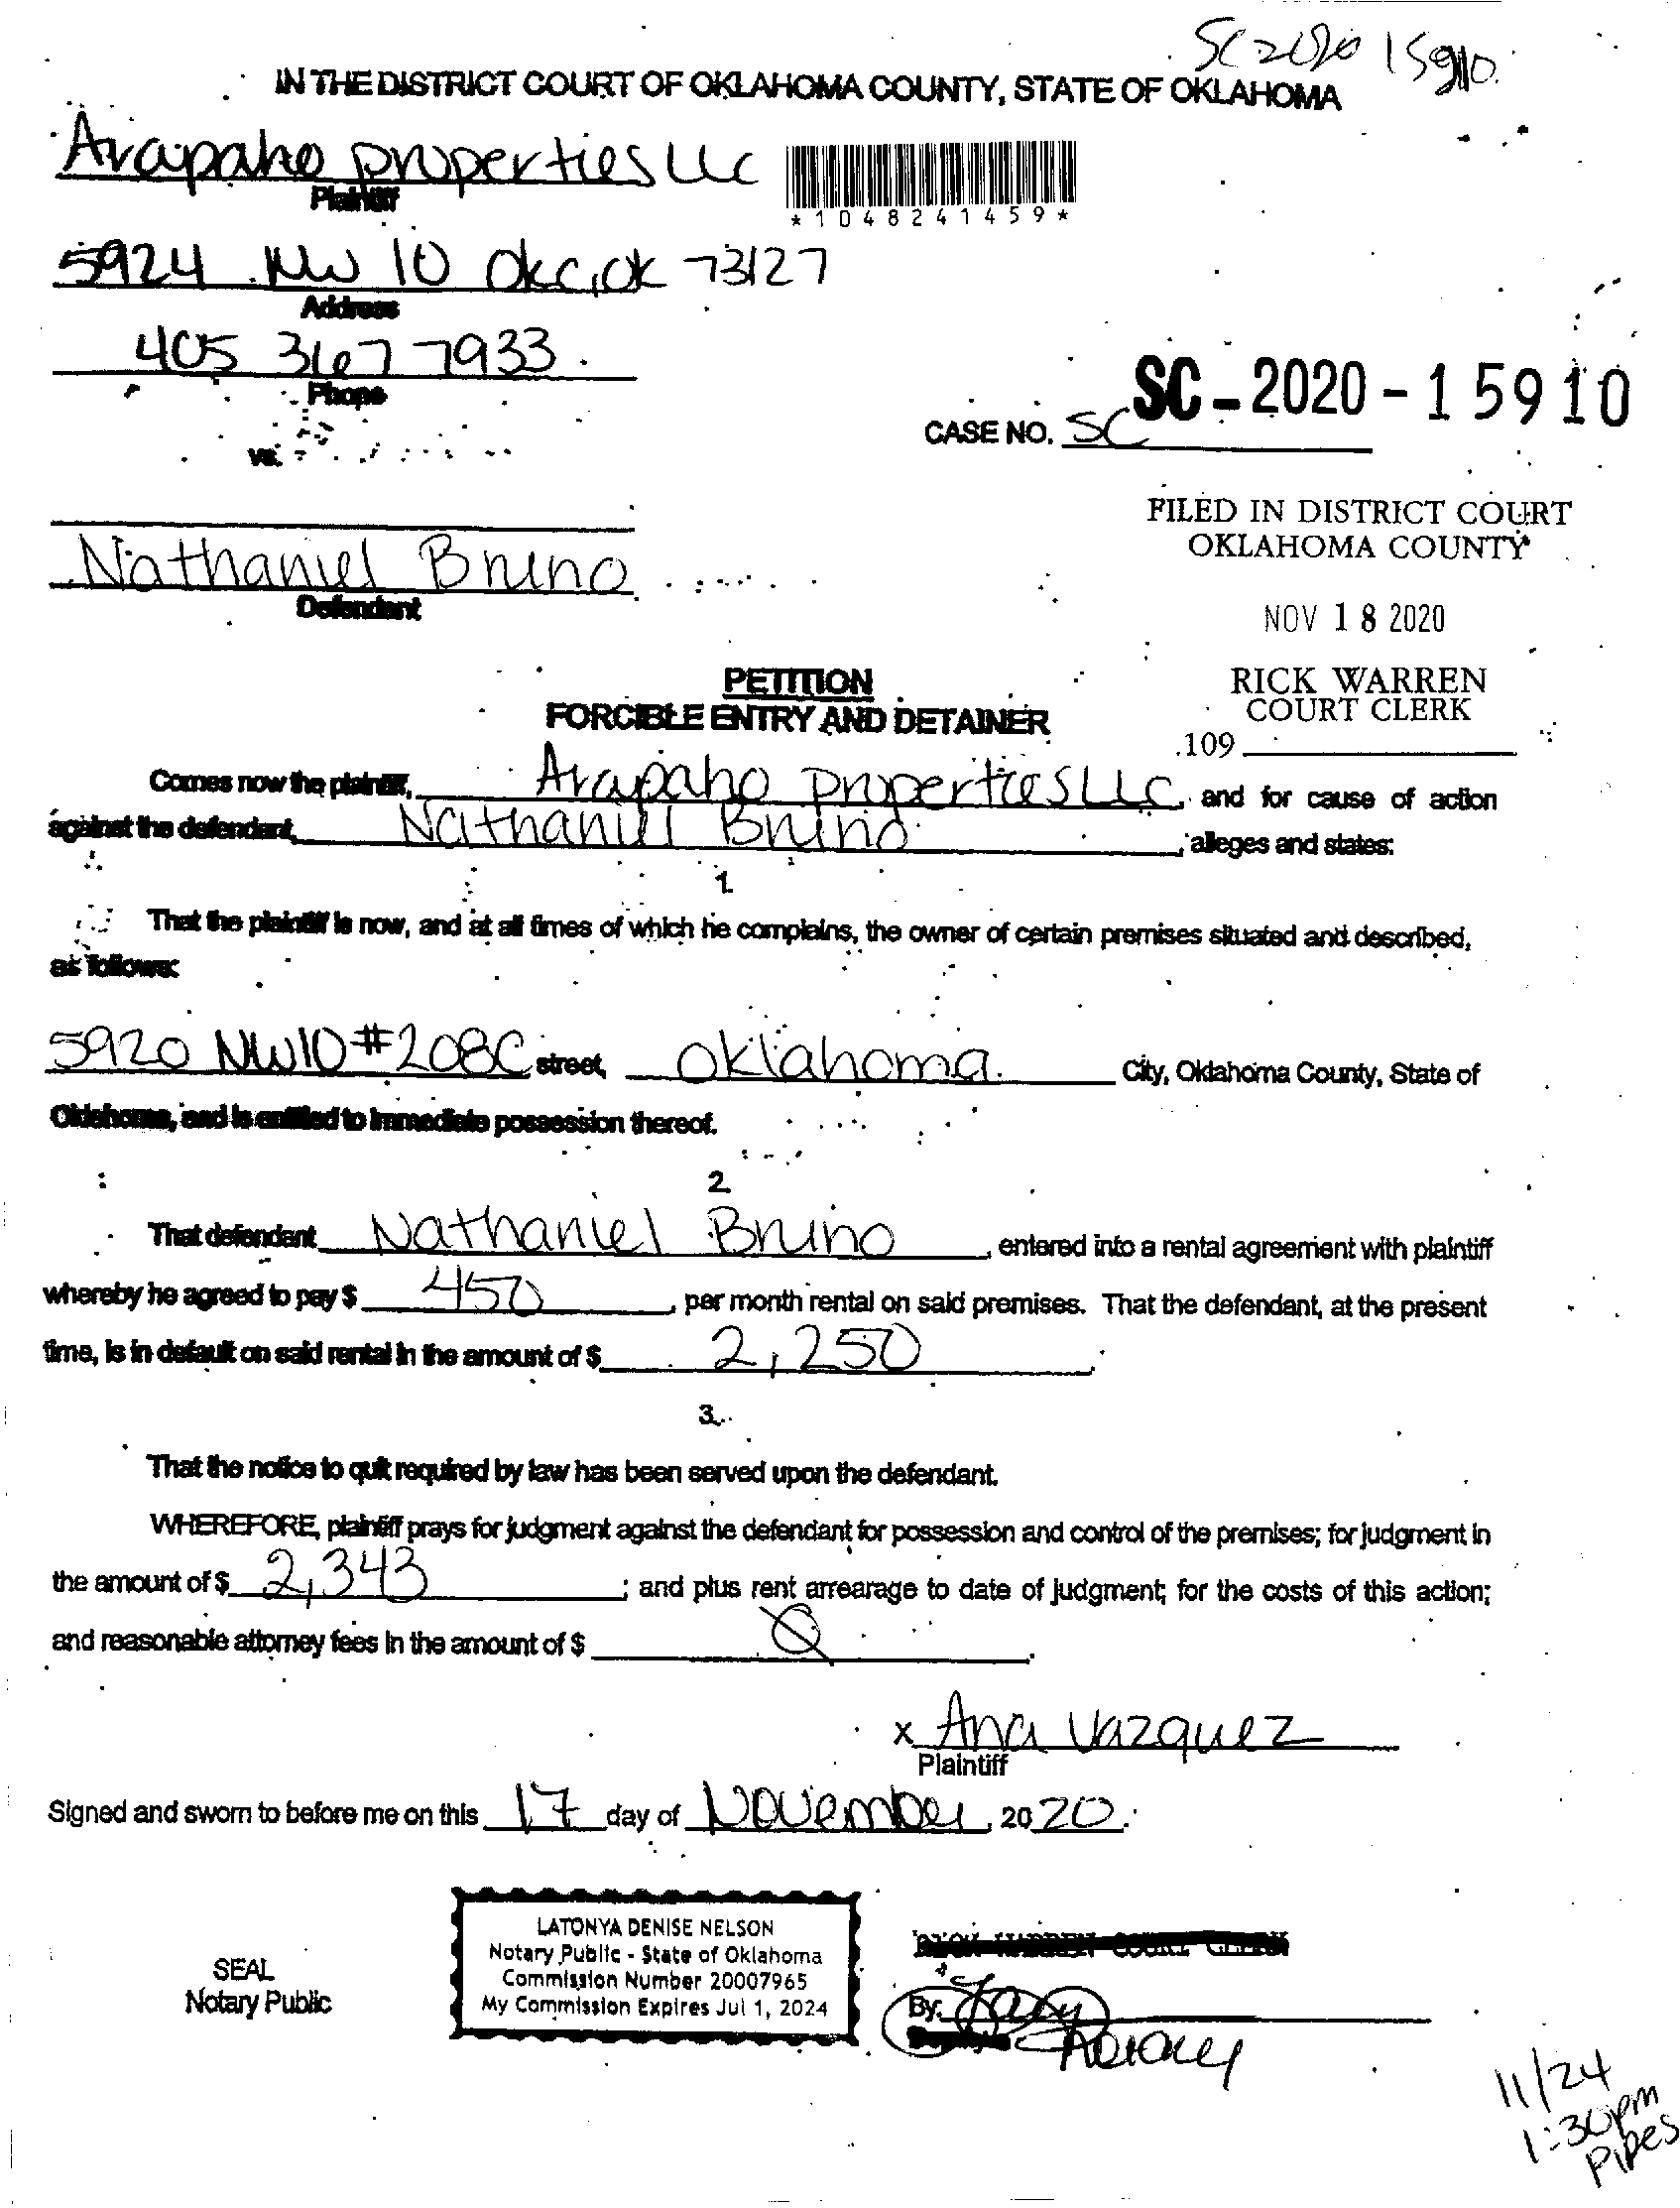 SC 2020 15910
IN THE DISTRICT COURT OF OKLAHOMA COUNTY, STATE OF OKLAHOMA
Arapaho properties LLC
Plaintiff
*1048241459*
5924 NW 10 OKC, OK 73127
Address
405 367 7933
Phone
SC-2020-15910
CASE NO. SC
vs.
FILED IN DISTRICT COURT
OKLAHOMA COUNTY
Nathaniel Bruno
Defendant
NOV 18 2020
PETITION
FORCIBLE ENTRY AND DETAINER
RICK WARREN
COURT CLERK
109
Comes now the plaintiff, Arapaho properties LLC, and for cause of action
against the defendant, Nathaniel Bruno, alleges and states:
1.
That the plaintiff is now, and at all times of which he complains, the owner of certain premises situated and described,
as follows:
5920 NW 10 #208C street, Oklahoma City, Oklahoma County, State of
Oklahoma, and is entitled to immediate possession thereof.
2.
That defendant Nathaniel Bruno, entered into a rental agreement with plaintiff
whereby he agreed to pay $ 450, per month rental on said premises. That the defendant, at the present
time, is in default on said rental in the amount of $ 2,250.
3.
That the notice to quit required by law has been served upon the defendant.
WHEREFORE, plaintiff prays for judgment against the defendant for possession and control of the premises; for judgment in
the amount of $ 2,343; and plus rent arrearage to date of judgment; for the costs of this action;
and reasonable attorney fees in the amount of $ 0.
x Ana Vazquez
Plaintiff
Signed and sworn to before me on this 17 day of November, 2020.
LATONYA DENISE NELSON
Notary Public - State of Oklahoma
Commission Number 20007965
My Commission Expires Jul 1, 2024
SEAL
Notary Public
RICK WARREN COURT CLERK
By:
Notary
11/24
1:30pm
Pipes